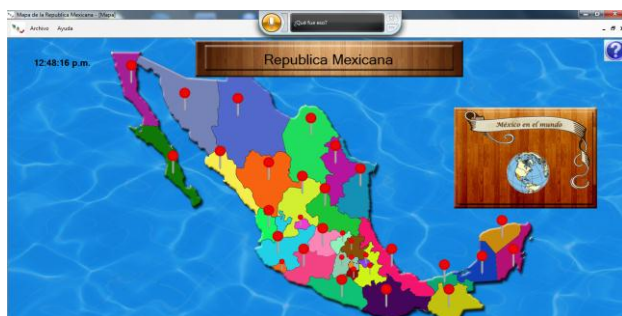 Mapa de la Republica Mexicana - [Mapa]
¿Qué fue eso?
Archivo Ayuda
12:48:16 p.m.
Republica Mexicana
México en el mundo
?